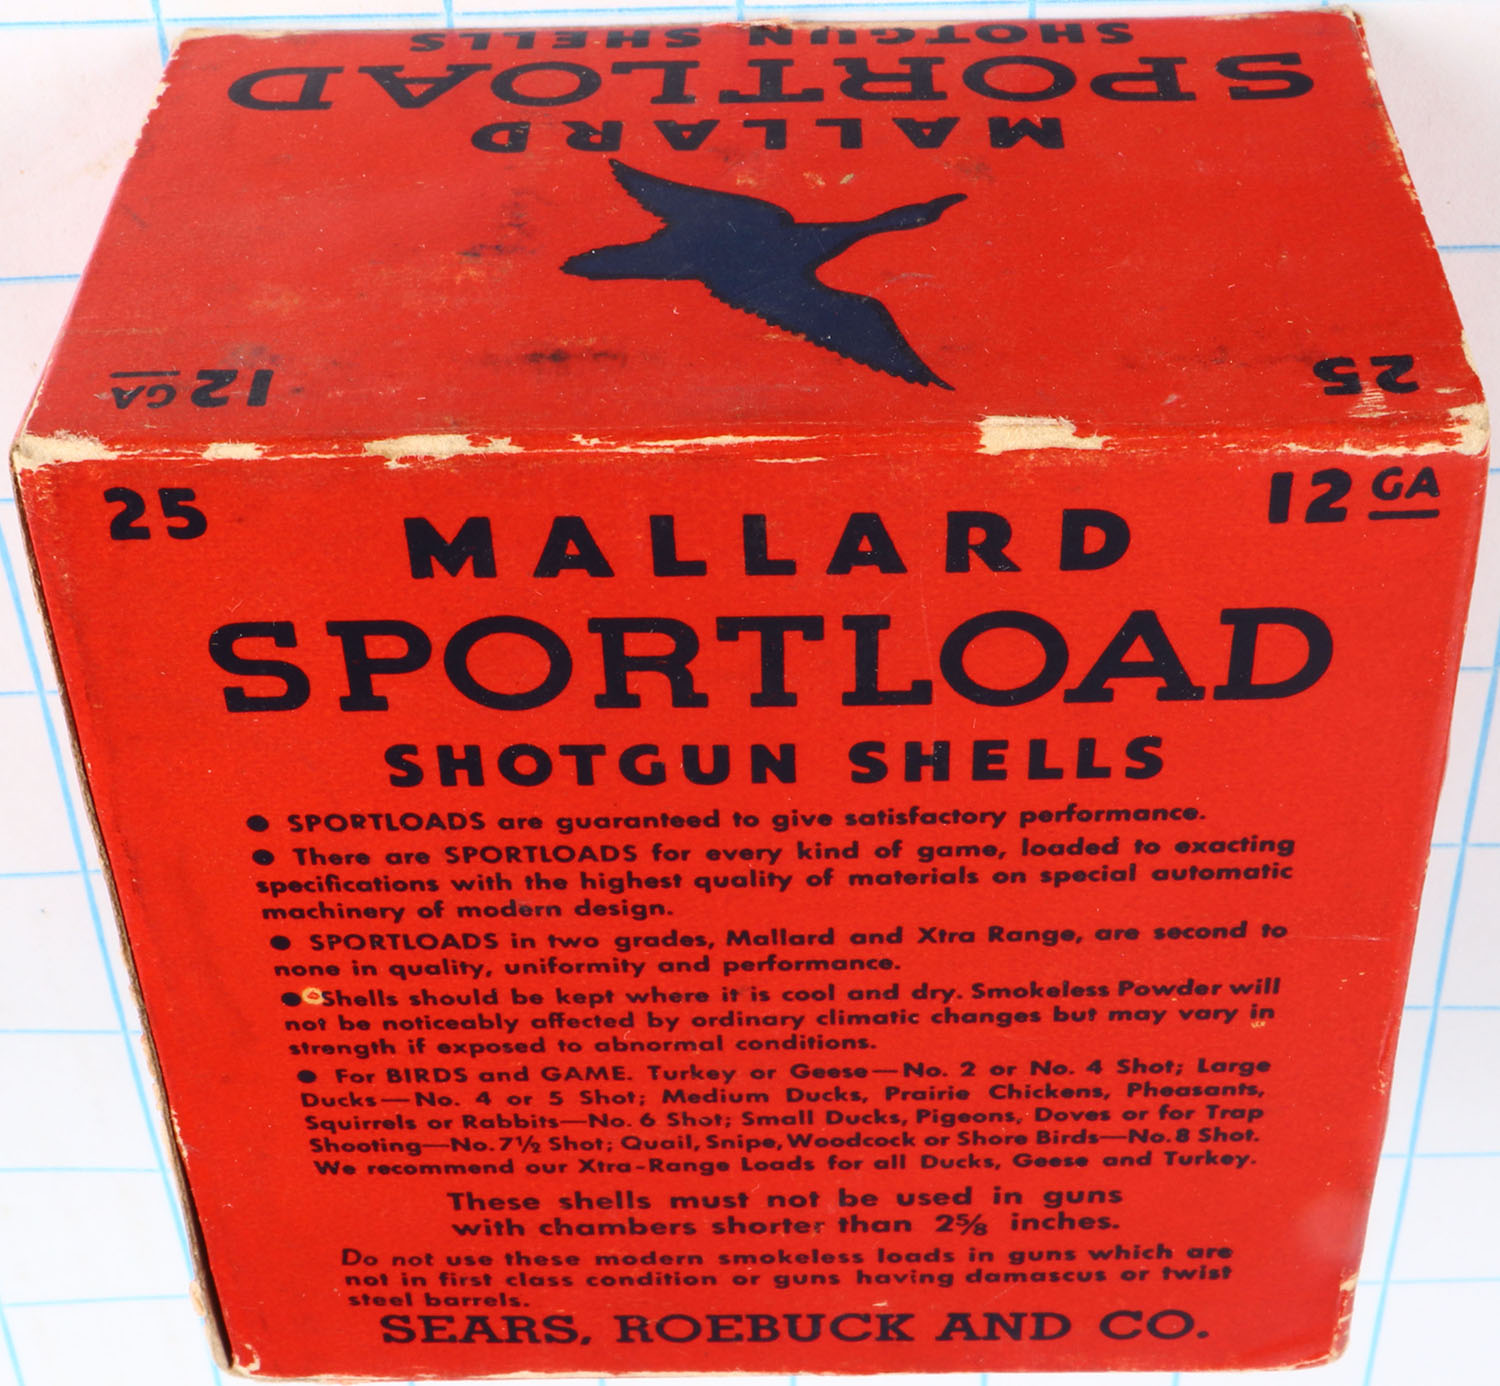 SHOTGUN SHELLS
SPORTLOAD
MALLARD
12 GA
25
25
12 GA
MALLARD
SPORTLOAD
SHOTGUN SHELLS
● SPORTLOADS are guaranteed to give satisfactory performance.
● There are SPORTLOADS for every kind of game, loaded to exacting
specifications with the highest quality of materials on special automatic
machinery of modern design.
● SPORTLOADS in two grades, Mallard and Xtra Range, are second to
none in quality, uniformity and performance.
● Shells should be kept where it is cool and dry. Smokeless Powder will
not be noticeably affected by ordinary climatic changes but may vary in
strength if exposed to abnormal conditions.
● For BIRDS and GAME. Turkey or Geese—No. 2 or No. 4 Shot; Large
Ducks—No. 4 or 5 Shot; Medium Ducks, Prairie Chickens, Pheasants,
Squirrels or Rabbits—No. 6 Shot; Small Ducks, Pigeons, Doves or for Trap
Shooting—No. 7½ Shot; Quail, Snipe, Woodcock or Shore Birds—No. 8 Shot.
We recommend our Xtra-Range Loads for all Ducks, Geese and Turkey.
These shells must not be used in guns
with chambers shorter than 2⅝ inches.
Do not use these modern smokeless loads in guns which are
not in first class condition or guns having damascus or twist
steel barrels.
SEARS, ROEBUCK AND CO.